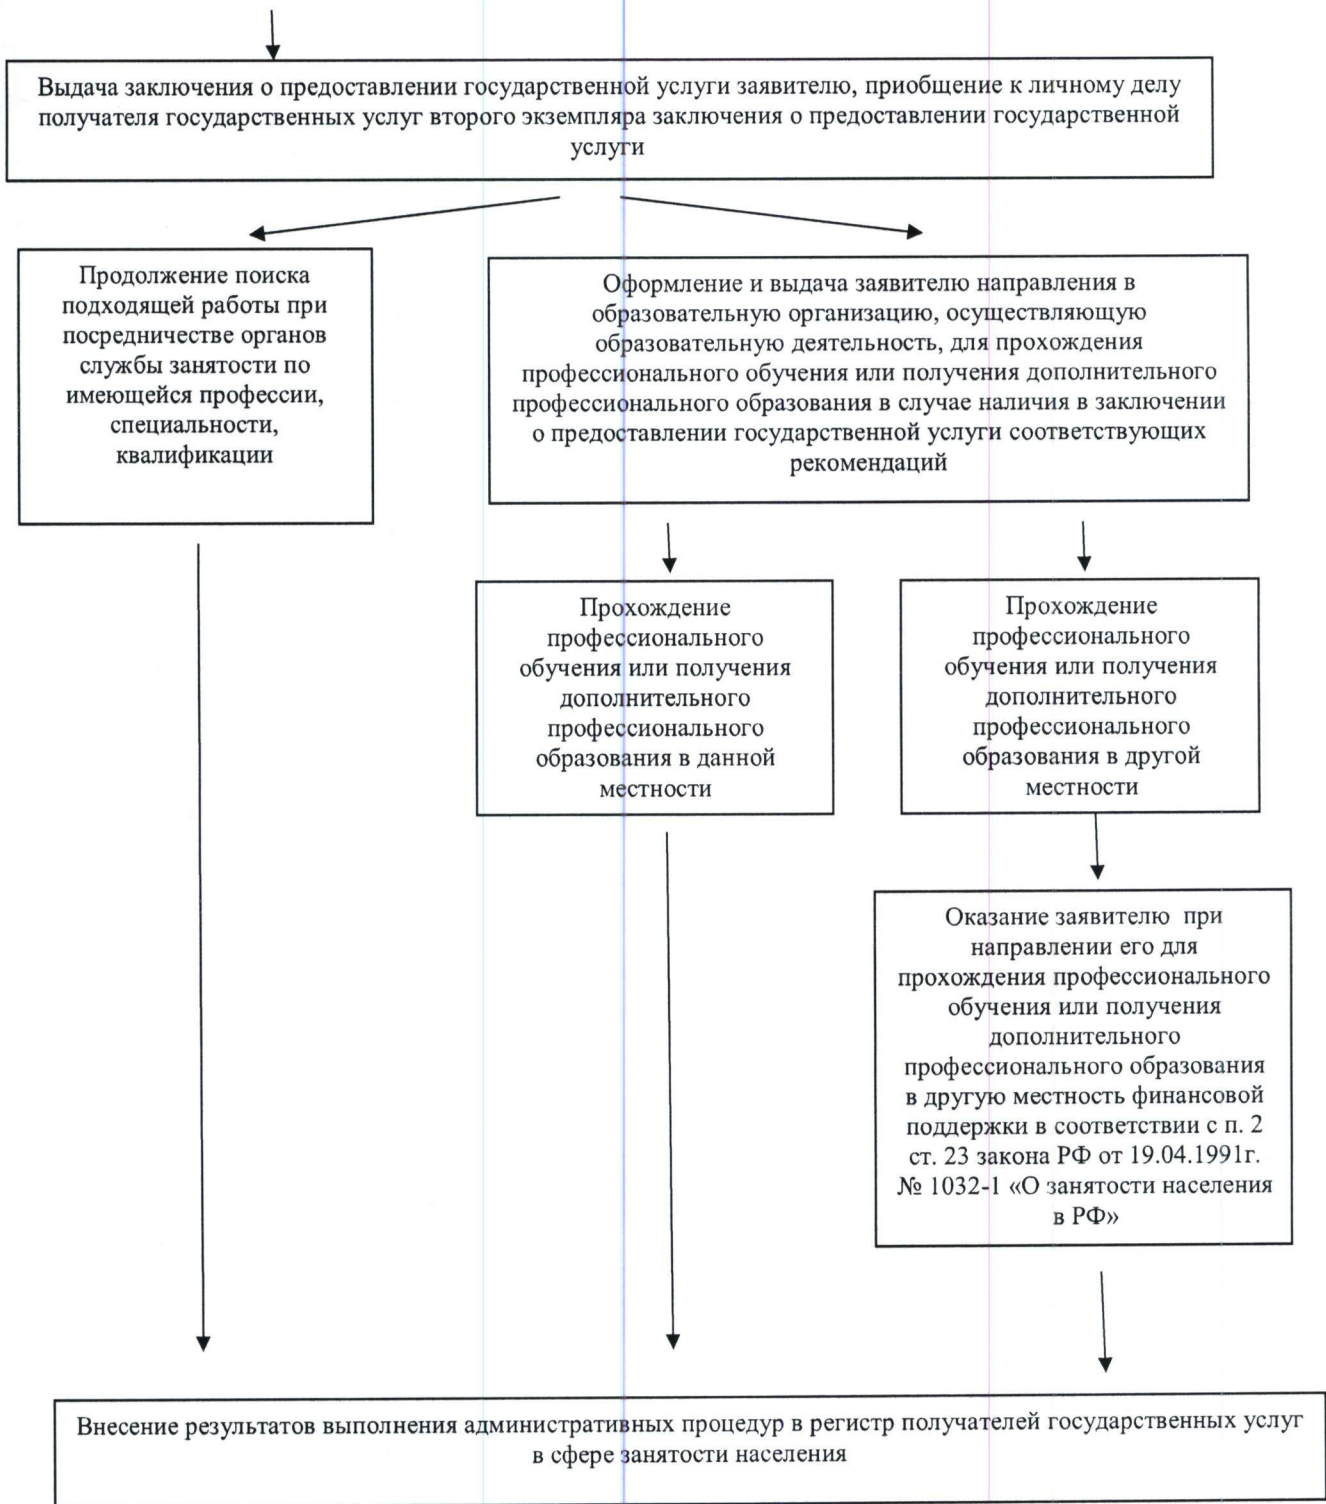 Выдача заключения о предоставлении государственной услуги заявителю, приобщение к личному делу
получателя государственных услуг второго экземпляра заключения о предоставлении государственной
услуги
Продолжение поиска
подходящей работы при
посредничестве органов
службы занятости по
имеющейся профессии,
специальности,
квалификации
Оформление и выдача заявителю направления в
образовательную организацию, осуществляющую
образовательную деятельность, для прохождения
профессионального обучения или получения дополнительного
профессионального образования в случае наличия в заключении
о предоставлении государственной услуги соответствующих
рекомендаций
Прохождение
профессионального
обучения или получения
дополнительного
профессионального
образования в данной
местности
Прохождение
профессионального
обучения или получения
дополнительного
профессионального
образования в другой
местности
Оказание заявителю при
направлении его для
прохождения профессионального
обучения или получения
дополнительного
профессионального образования
в другую местность финансовой
поддержки в соответствии с п. 2
ст. 23 закона РФ от 19.04.1991г.
№ 1032-1 «О занятости населения
в РФ»
Внесение результатов выполнения административных процедур в регистр получателей государственных услуг
в сфере занятости населения